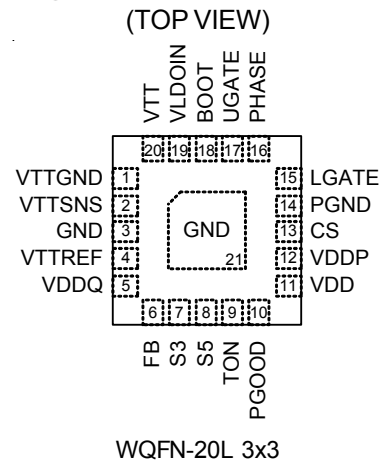 (TOP VIEW)
VTT
VLDOIN
BOOT
UGATE
PHASE
20 19 18 17 16
VTTGND 1
VTTSNS 2
GND 3
VTTREF 4
VDDQ 5
GND
21
15 LGATE
14 PGND
13 CS
12 VDDP
11 VDD
6 7 8 9 10
FB
S3
S5
TON
PGOOD
WQFN-20L 3x3